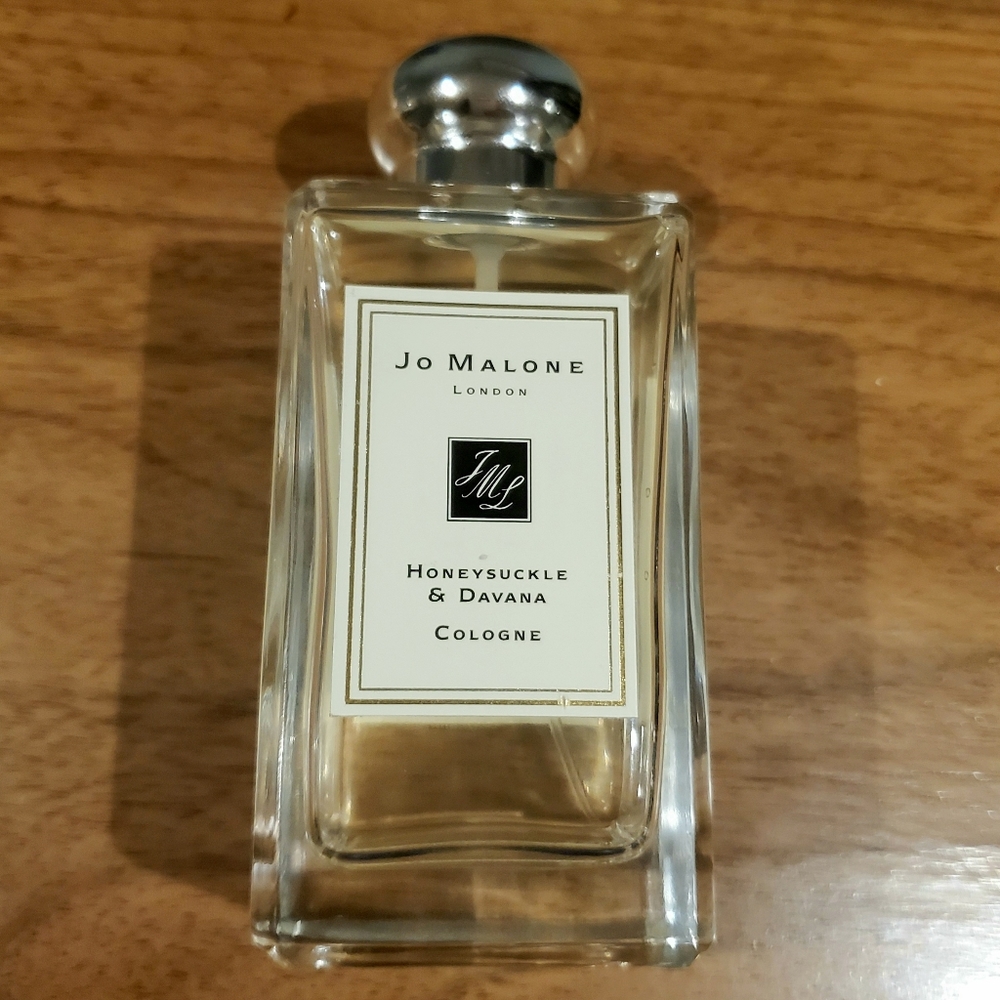 Jo Malone
London
JML
Honeysuckle
& Davana
Cologne